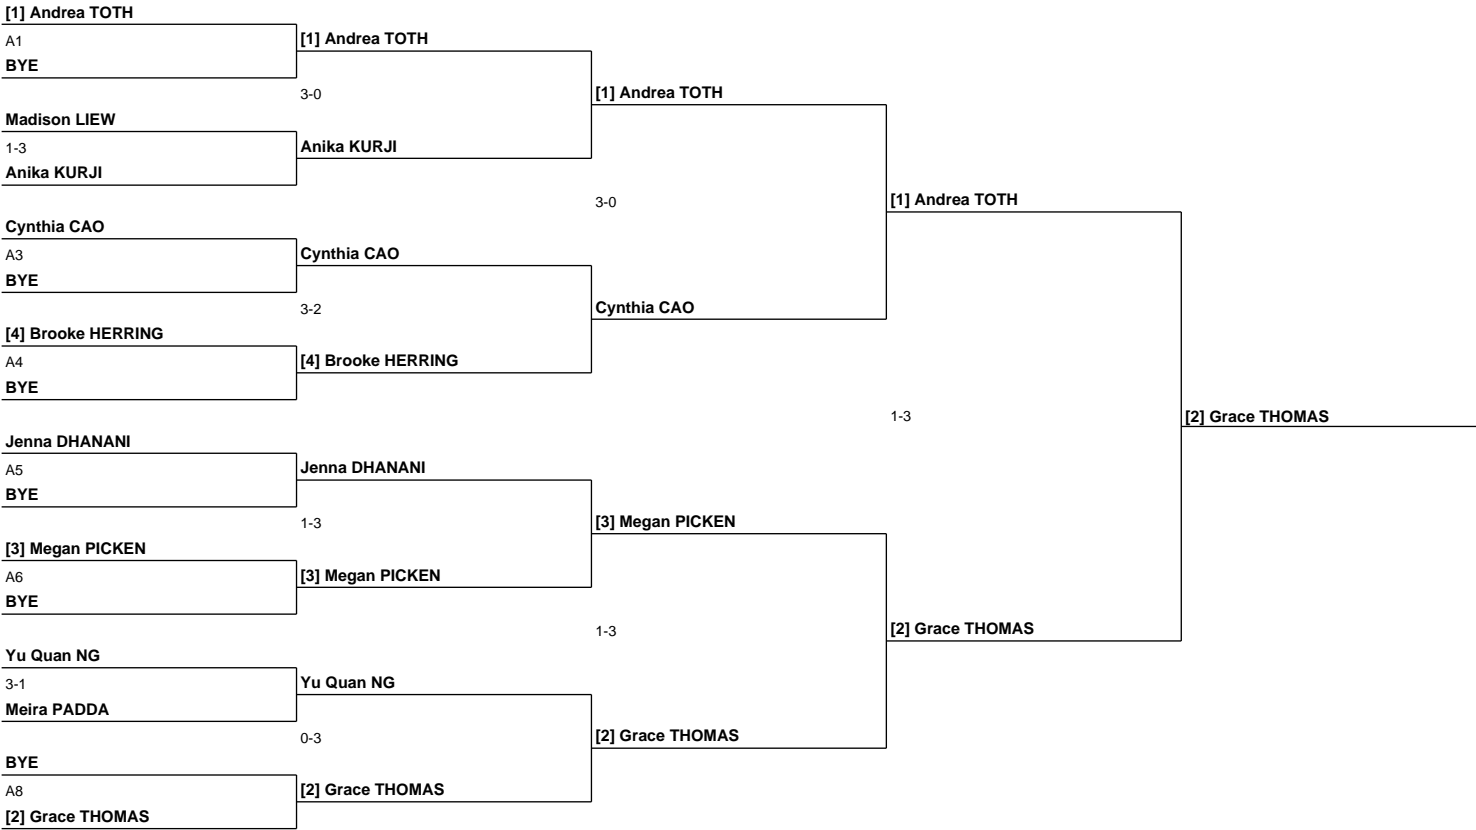 [1] Andrea TOTH
A1
[1] Andrea TOTH
BYE
3-0
[1] Andrea TOTH
Madison LIEW
1-3
Anika KURJI
Anika KURJI
3-0
[1] Andrea TOTH
Cynthia CAO
A3
Cynthia CAO
BYE
3-2
Cynthia CAO
[4] Brooke HERRING
A4
[4] Brooke HERRING
BYE
1-3
[2] Grace THOMAS
Jenna DHANANI
A5
Jenna DHANANI
BYE
1-3
[3] Megan PICKEN
[3] Megan PICKEN
A6
[3] Megan PICKEN
BYE
1-3
[2] Grace THOMAS
Yu Quan NG
3-1
Yu Quan NG
Meira PADDA
0-3
[2] Grace THOMAS
BYE
A8
[2] Grace THOMAS
[2] Grace THOMAS